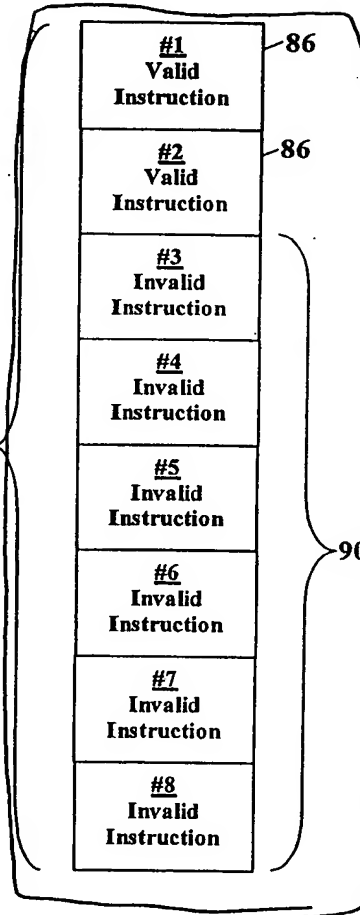 #1
Valid
Instruction
86
#2
Valid
Instruction
86
#3
Invalid
Instruction
#4
Invalid
Instruction
#5
Invalid
Instruction
90
#6
Invalid
Instruction
#7
Invalid
Instruction
#8
Invalid
Instruction